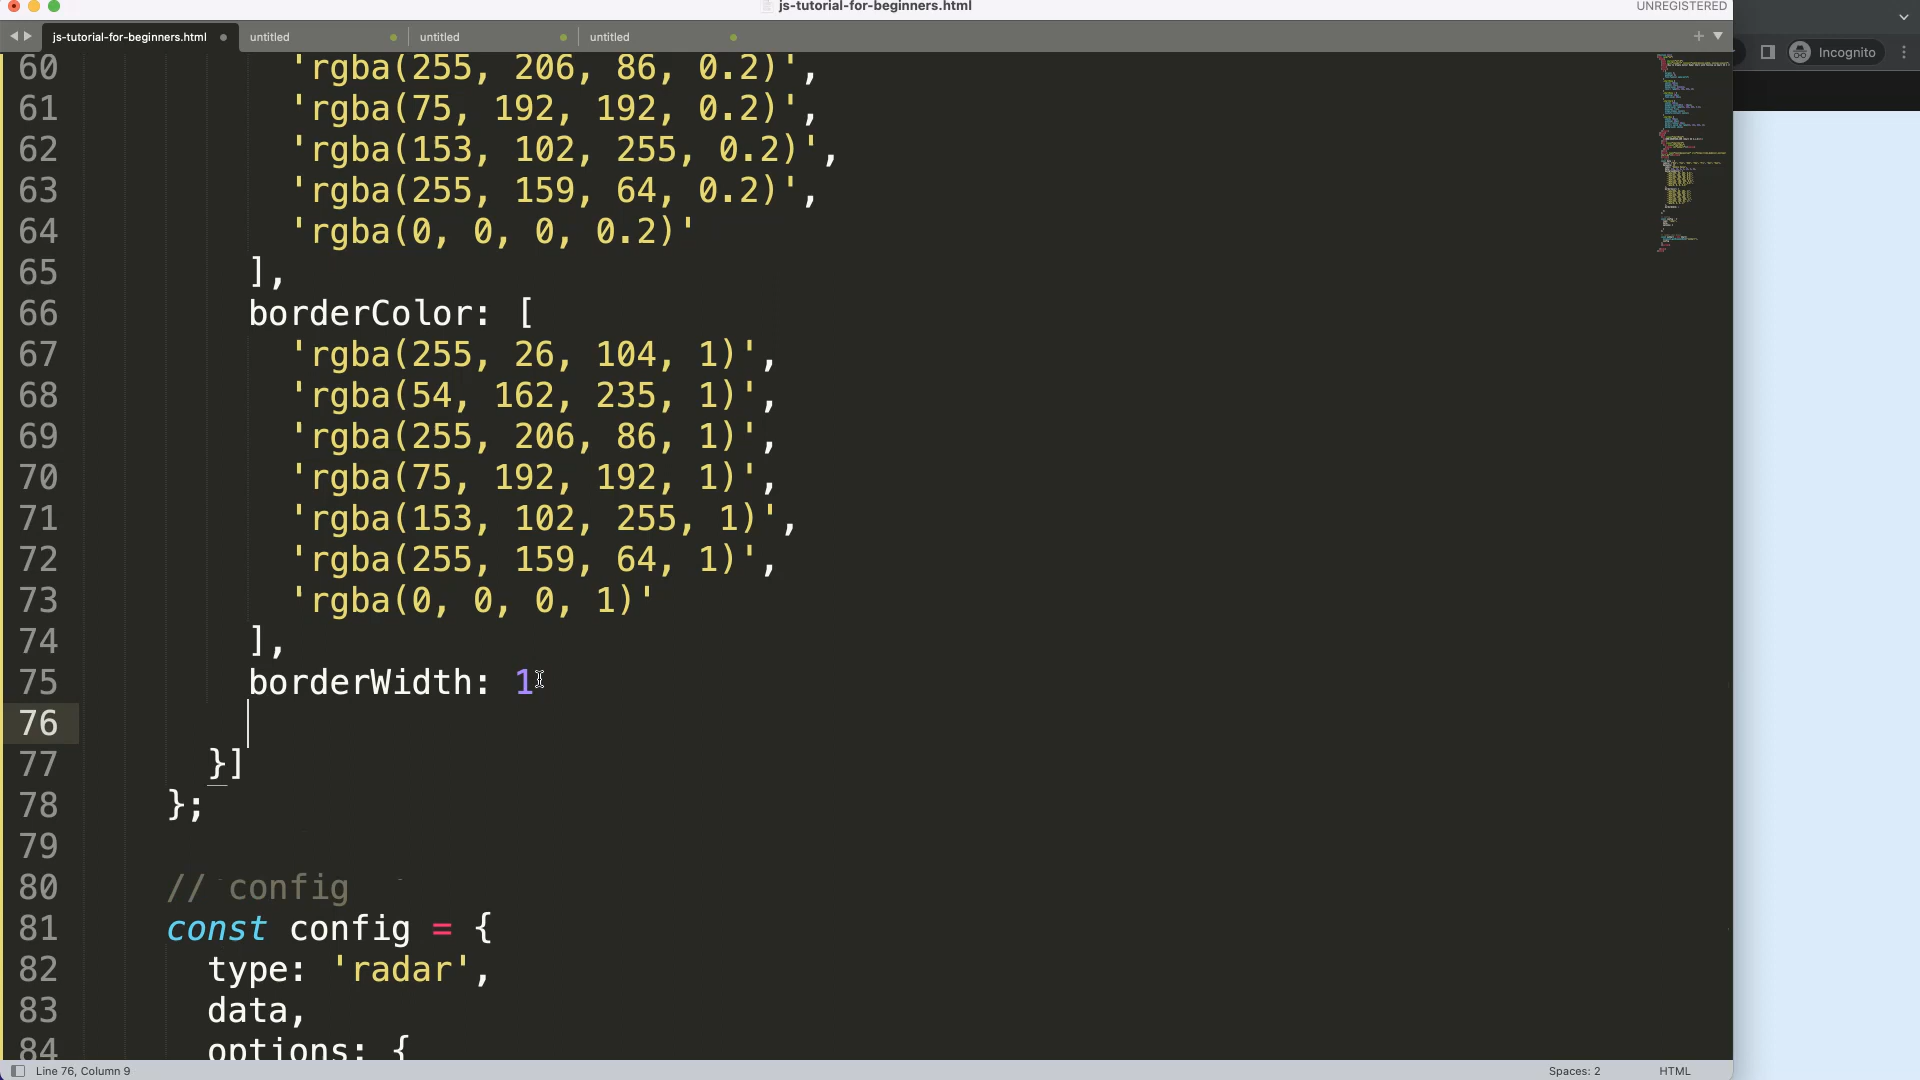 js-tutorial-for-beginners.html
UNREGISTERED
js-tutorial-for-beginners.html untitled untitled untitled
Incognito
60 'rgba(255, 206, 86, 0.2)',
61 'rgba(75, 192, 192, 0.2)',
62 'rgba(153, 102, 255, 0.2)',
63 'rgba(255, 159, 64, 0.2)',
64 'rgba(0, 0, 0, 0.2)'
65 ],
66 borderColor: [
67 'rgba(255, 26, 104, 1)',
68 'rgba(54, 162, 235, 1)',
69 'rgba(255, 206, 86, 1)',
70 'rgba(75, 192, 192, 1)',
71 'rgba(153, 102, 255, 1)',
72 'rgba(255, 159, 64, 1)',
73 'rgba(0, 0, 0, 1)'
74 ],
75 borderWidth: 1
76
77 }]
78 };
79
80 // config
81 const config = {
82 type: 'radar',
83 data,
84 options: {
Line 76, Column 9
Spaces: 2
HTML